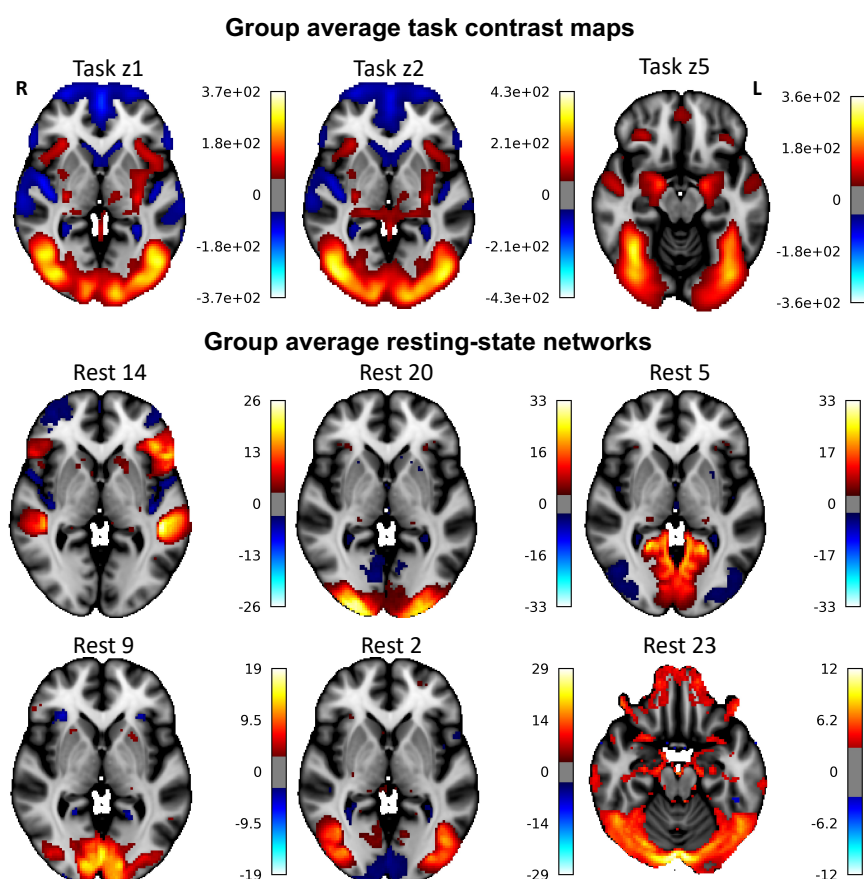 Group average task contrast maps
Task z1
Task z2
Task z5
R
L
3.7e+02
1.8e+02
0
-1.8e+02
-3.7e+02
4.3e+02
2.1e+02
0
-2.1e+02
-4.3e+02
3.6e+02
1.8e+02
0
-1.8e+02
-3.6e+02
Group average resting-state networks
Rest 14
Rest 20
Rest 5
26
13
0
-13
-26
33
16
0
-16
-33
33
17
0
-17
-33
Rest 9
Rest 2
Rest 23
19
9.5
0
-9.5
-19
29
14
0
-14
-29
12
6.2
0
-6.2
-12